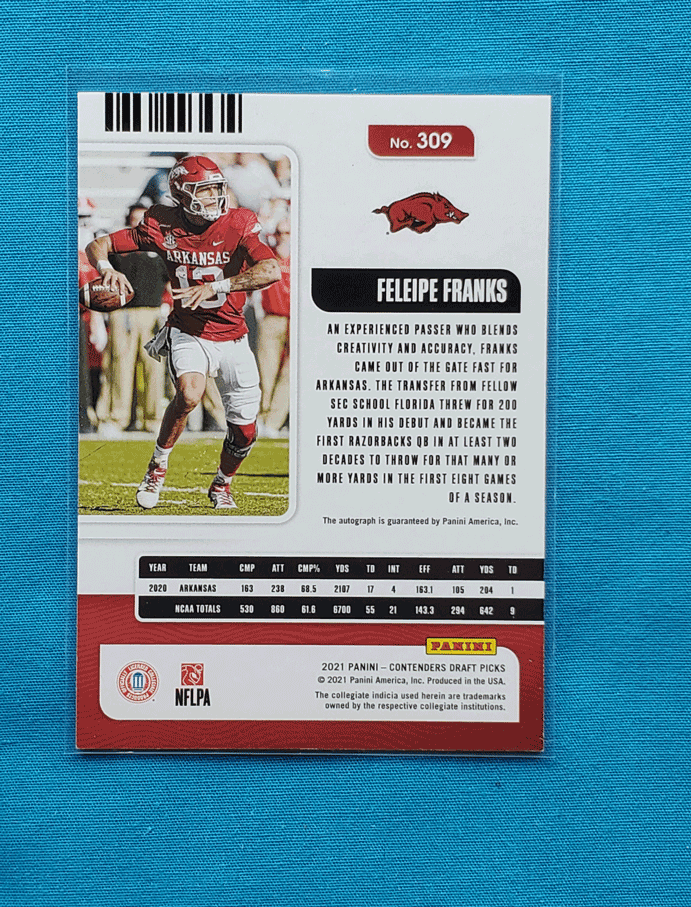 No. 309
ARKANSAS
13
FELEIPE FRANKS
AN EXPERIENCED PASSER WHO BLENDS
CREATIVITY AND ACCURACY, FRANKS
CAME OUT OF THE GATE FAST FOR
ARKANSAS. THE TRANSFER FROM FELLOW
SEC SCHOOL FLORIDA THREW FOR 200
YARDS IN HIS DEBUT AND BECAME THE
FIRST RAZORBACKS QB IN AT LEAST TWO
DECADES TO THROW FOR THAT MANY OR
MORE YARDS IN THE FIRST EIGHT GAMES
OF A SEASON.
The autograph is guaranteed by Panini America, Inc.
YEAR TEAM CMP ATT CMP% YDS TD INT EFF ATT YDS TD
2020 ARKANSAS 163 238 68.5 2107 17 4 163.1 105 204 1
NCAA TOTALS 530 860 61.6 6700 55 21 143.3 294 642 9
PANINI
2021 PANINI – CONTENDERS DRAFT PICKS
© 2021 Panini America, Inc. Produced in the USA.
The collegiate indicia used herein are trademarks
owned by the respective collegiate institutions.
OFFICIALLY LICENSED COLLEGIATE PRODUCTS
NFLPA